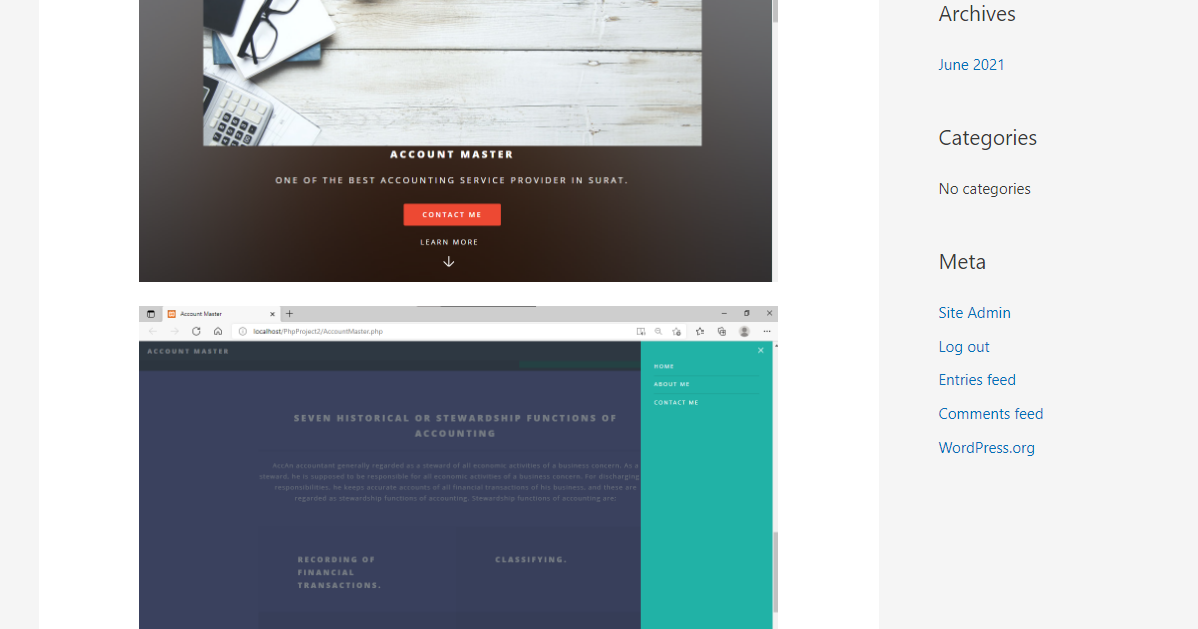 ACCOUNT MASTER
ONE OF THE BEST ACCOUNTING SERVICE PROVIDER IN SURAT.
CONTACT ME
LEARN MORE
Account Master
localhost/PhpProject2/AccountMaster.php
ACCOUNT MASTER
HOME
ABOUT ME
CONTACT ME
SEVEN HISTORICAL OR STEWARDSHIP FUNCTIONS OF
ACCOUNTING
AccAn accountant generally regarded as a steward of all economic activities of a business concern. As a
steward, he is supposed to be responsible for all economic activities of a business concern. For discharging
responsibilities, he keeps accurate accounts of all financial transactions of his business, and these are
regarded as stewardship functions of accounting. Stewardship functions of accounting are:
RECORDING OF
FINANCIAL
TRANSACTIONS.
CLASSIFYING.
Archives
June 2021
Categories
No categories
Meta
Site Admin
Log out
Entries feed
Comments feed
WordPress.org